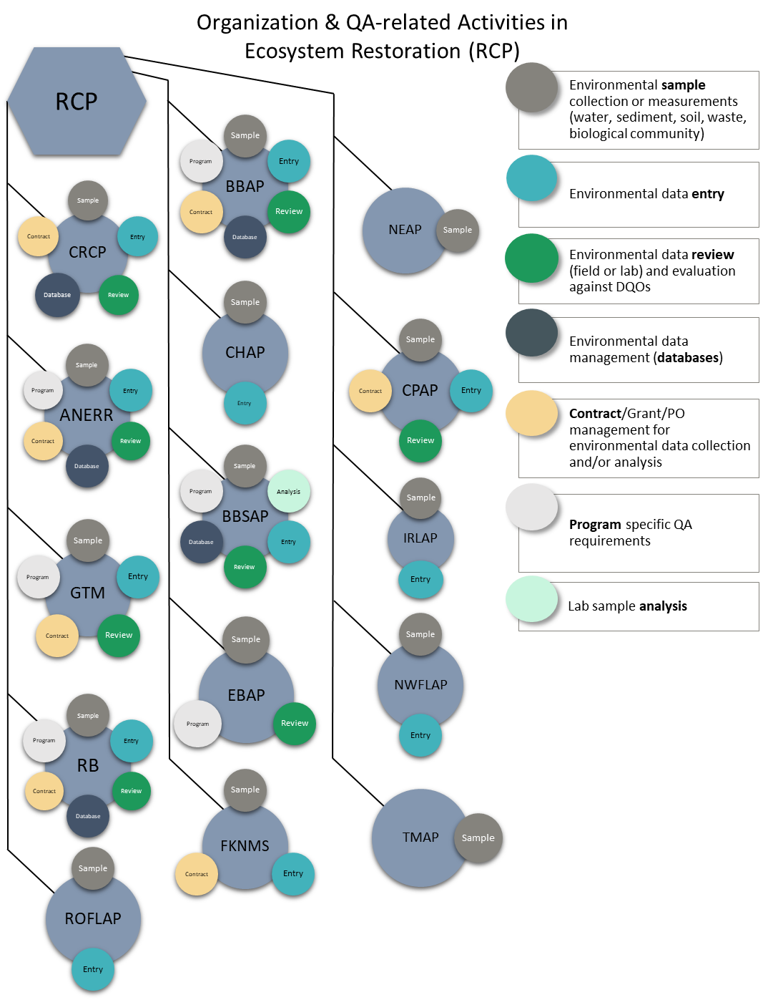 Organization & QA-related Activities in
Ecosystem Restoration (RCP)
RCP
Sample
Contract
Entry
CRCP
Database
Review
Sample
Program
Entry
ANERR
Contract
Review
Database
Sample
Program
Entry
GTM
Contract
Review
Sample
Program
Entry
RB
Contract
Review
Database
Sample
ROFLAP
Entry
Sample
Program
Entry
BBAP
Contract
Review
Database
Sample
CHAP
Entry
Sample
Program
Analysis
BBSAP
Database
Entry
Review
Sample
EBAP
Program
Review
Sample
FKNMS
Contract
Entry
NEAP
Sample
Sample
Contract
CPAP
Entry
Review
Sample
IRLAP
Entry
Sample
NWFLAP
Entry
TMAP
Sample
Environmental sample
collection or measurements
(water, sediment, soil, waste,
biological community)
Environmental data entry
Environmental data review
(field or lab) and evaluation
against DQOs
Environmental data
management (databases)
Contract/Grant/PO
management for
environmental data collection
and/or analysis
Program specific QA
requirements
Lab sample analysis